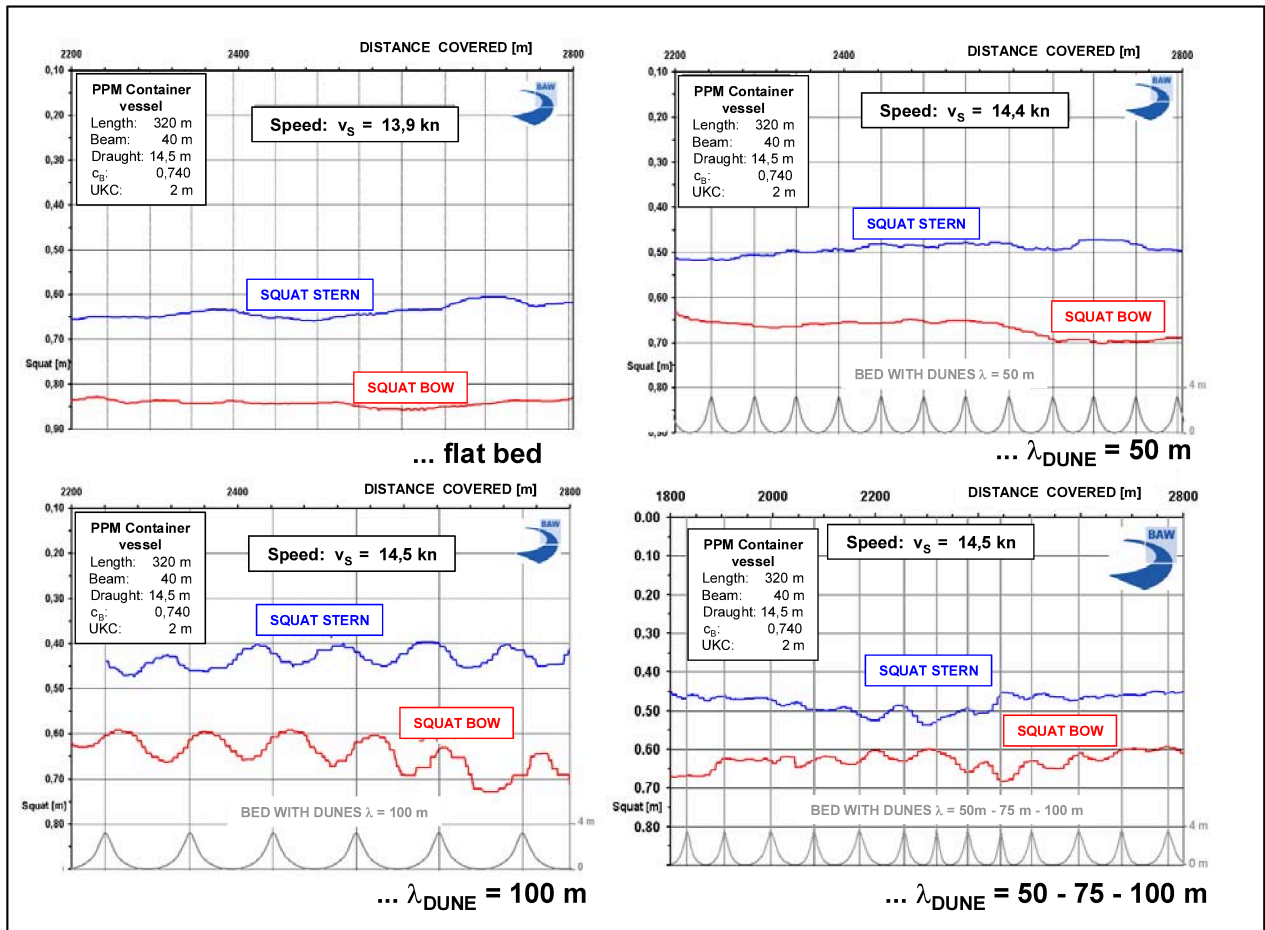 DISTANCE COVERED [m]
2200 2400 2800
0,10
0,20
0,30
0,40
0,50
0,60
0,70
Squat [m]
0,80
0,90
PPM Container
vessel
Length: 320 m
Beam: 40 m
Draught: 14,5 m
cB: 0,740
UKC: 2 m
Speed: vS = 13,9 kn
BAW
SQUAT STERN
SQUAT BOW
... flat bed
DISTANCE COVERED [m]
2200 2400 2800
0,10
0,20
0,30
0,40
0,50
0,60
0,70
Squat [m]
0,80
PPM Container
vessel
Length: 320 m
Beam: 40 m
Draught: 14,5 m
cB: 0,740
UKC: 2 m
Speed: vS = 14,4 kn
BAW
SQUAT STERN
SQUAT BOW
BED WITH DUNES λ = 50 m
4 m
0
... λDUNE = 50 m
2200 2400 DISTANCE COVERED [m] 2800
0,10
0,20
0,30
0,40
0,50
0,60
0,70
Squat [m]
0,80
PPM Container
vessel
Length: 320 m
Beam: 40 m
Draught: 14,5 m
cB: 0,740
UKC: 2 m
Speed: vS = 14,5 kn
BAW
SQUAT STERN
SQUAT BOW
BED WITH DUNES λ = 100 m
4 m
0
... λDUNE = 100 m
1800 2000 2200 DISTANCE COVERED [m] 2800
0.00
0.10
0.20
0.30
0.40
0.50
0.60
0.70
Squat [m]
0.80
PPM Container
vessel
Length: 320 m
Beam: 40 m
Draught: 14,5 m
cB: 0,740
UKC: 2 m
Speed: vS = 14,5 kn
BAW
SQUAT STERN
SQUAT BOW
BED WITH DUNES λ = 50m - 75 m - 100 m
4 m
0 m
... λDUNE = 50 - 75 - 100 m